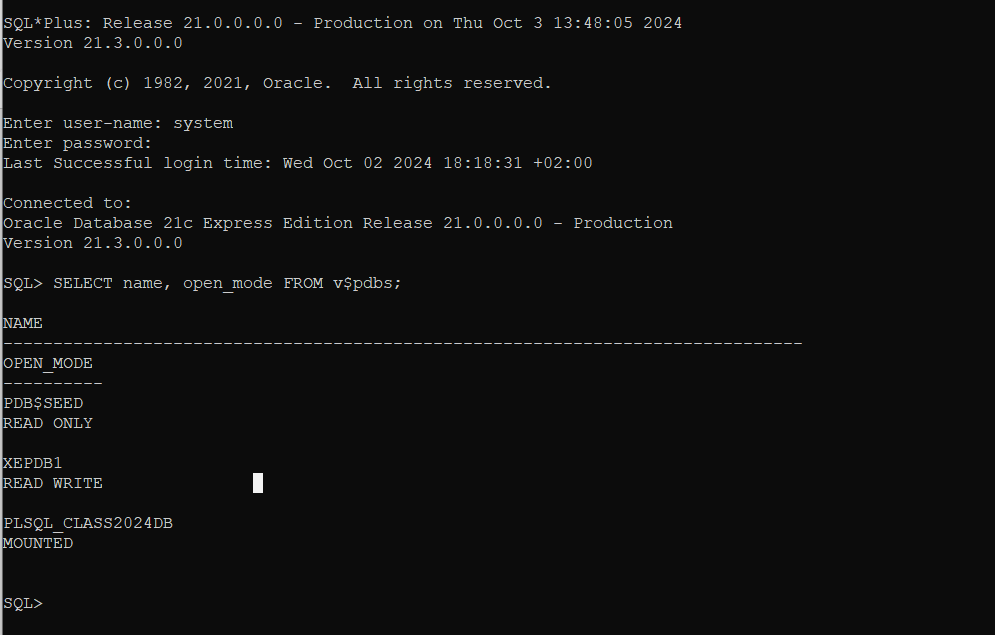 SQL*Plus: Release 21.0.0.0.0 - Production on Thu Oct 3 13:48:05 2024
Version 21.3.0.0.0
Copyright (c) 1982, 2021, Oracle.  All rights reserved.
Enter user-name: system
Enter password:
Last Successful login time: Wed Oct 02 2024 18:18:31 +02:00
Connected to:
Oracle Database 21c Express Edition Release 21.0.0.0.0 - Production
Version 21.3.0.0.0
SQL> SELECT name, open_mode FROM v$pdbs;
NAME
--------------------------------------------------------------------------------
OPEN_MODE
----------
PDB$SEED
READ ONLY
XEPDB1
READ WRITE
PLSQL_CLASS2024DB
MOUNTED
SQL>